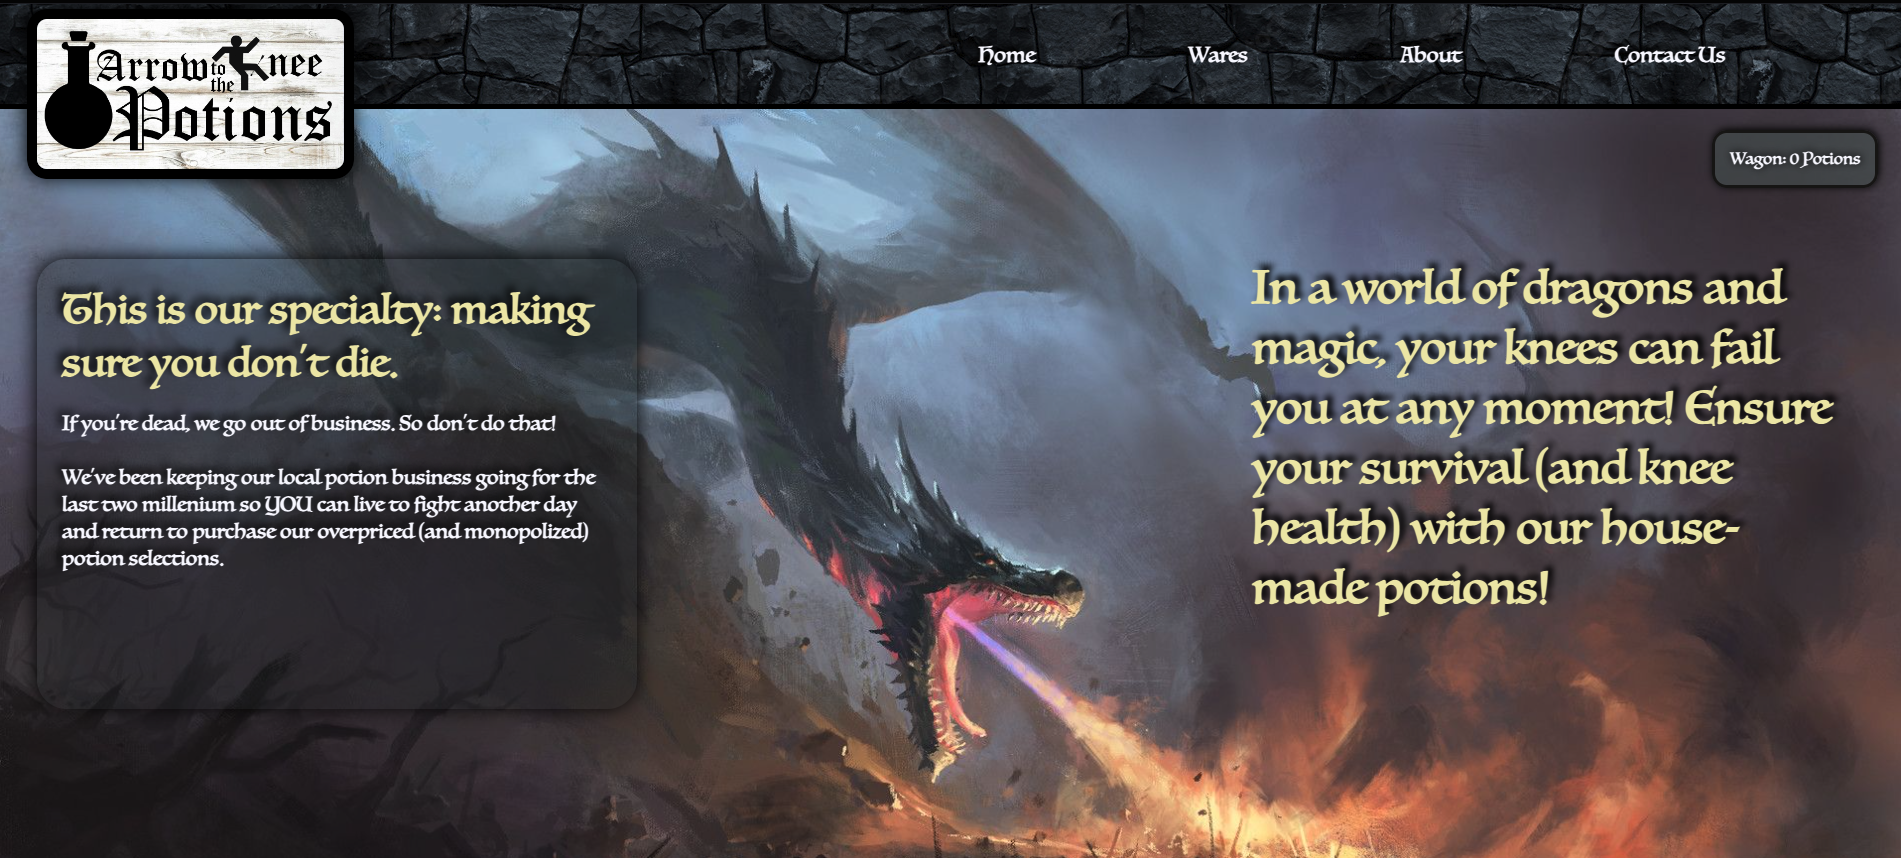 Arrow to the Knee
Potions
Home Wares About Contact Us
Wagon: 0 Potions
This is our specialty: making
sure you don't die.
If you're dead, we go out of business. So don't do that!
We've been keeping our local potion business going for the
last two millenium so YOU can live to fight another day
and return to purchase our overpriced (and monopolized)
potion selections.
In a world of dragons and
magic, your knees can fail
you at any moment! Ensure
your survival (and knee
health) with our house-
made potions!